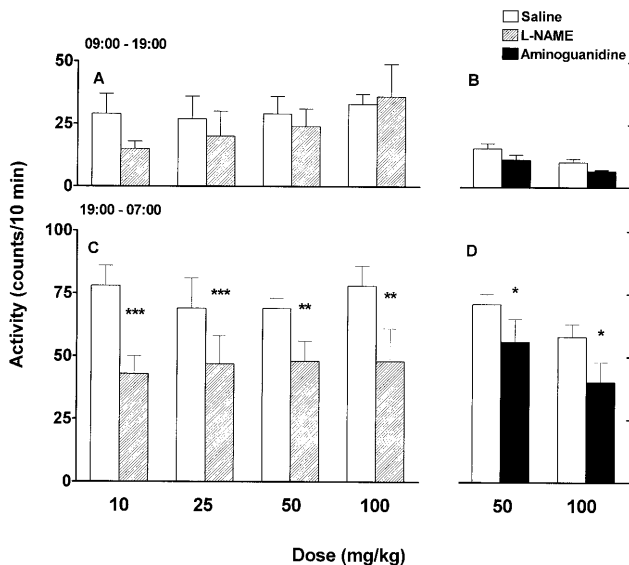 Saline
L-NAME
Aminoguanidine
09:00 - 19:00
50
A
B
25
0
19:00 - 07:00
100
C
D
75
*** *** ** ** * *
50
25
0
10 25 50 100 50 100
Activity (counts/10 min)
Dose (mg/kg)